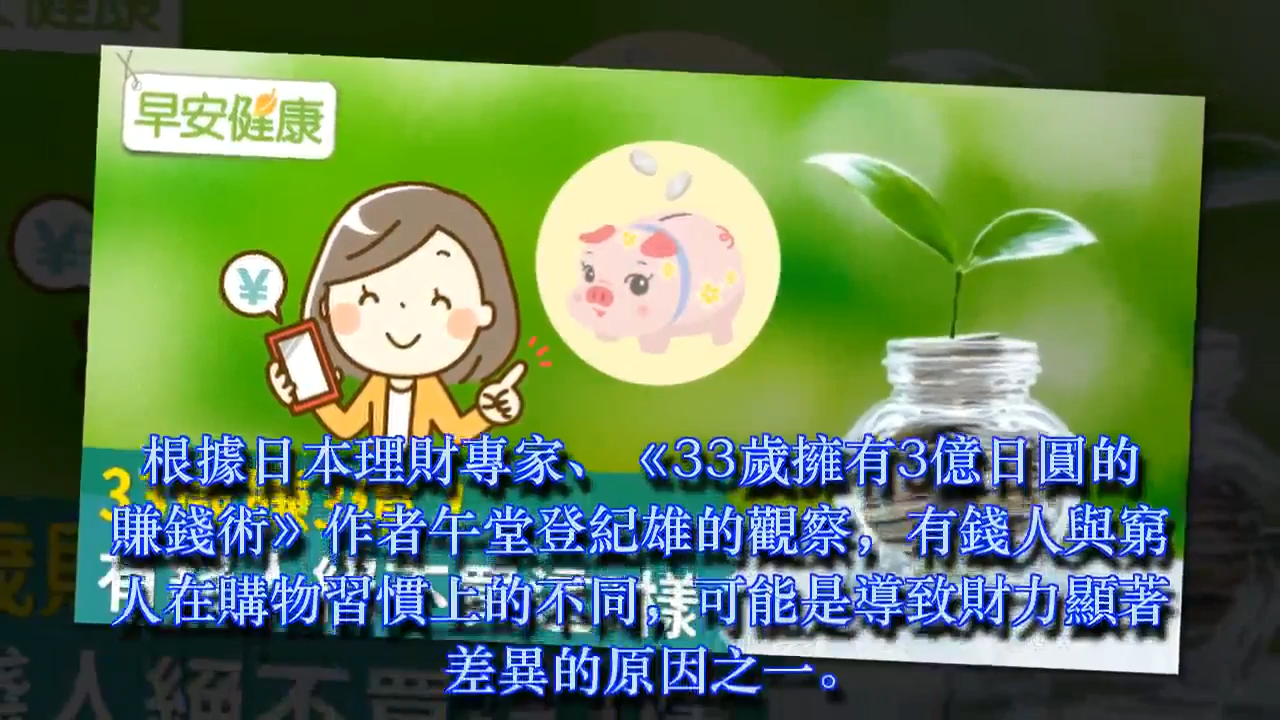 早安健康
¥
根據日本理財專家、《33歲擁有3億日圓的
賺錢術》作者午堂登紀雄的觀察，有錢人與窮
人在購物習慣上的不同，可能是導致財力顯著
差異的原因之一。